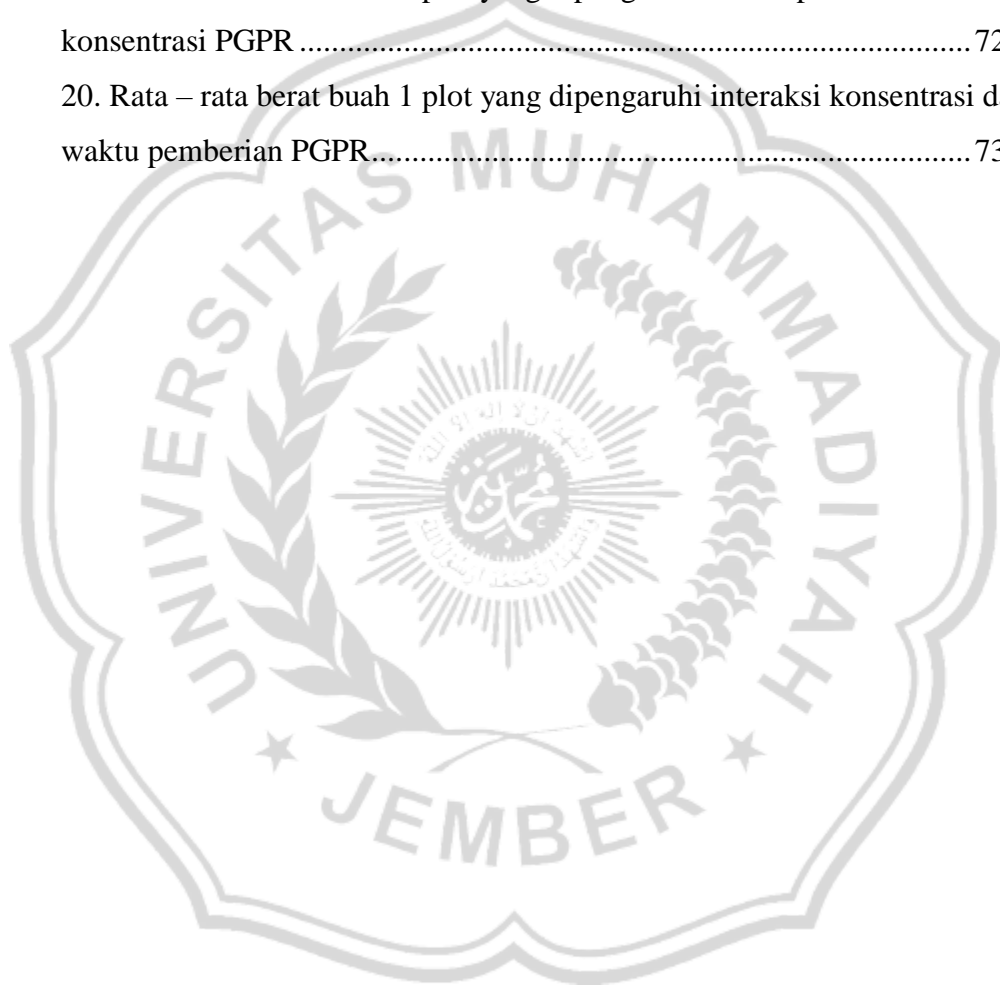 konsentrasi PGPR ........................................................................................ 72
20. Rata – rata berat buah 1 plot yang dipengaruhi interaksi konsentrasi d
waktu pemberian PGPR .............................................................................. 73
UNIVERSITAS MUHAMMADIYAH
JEMBER